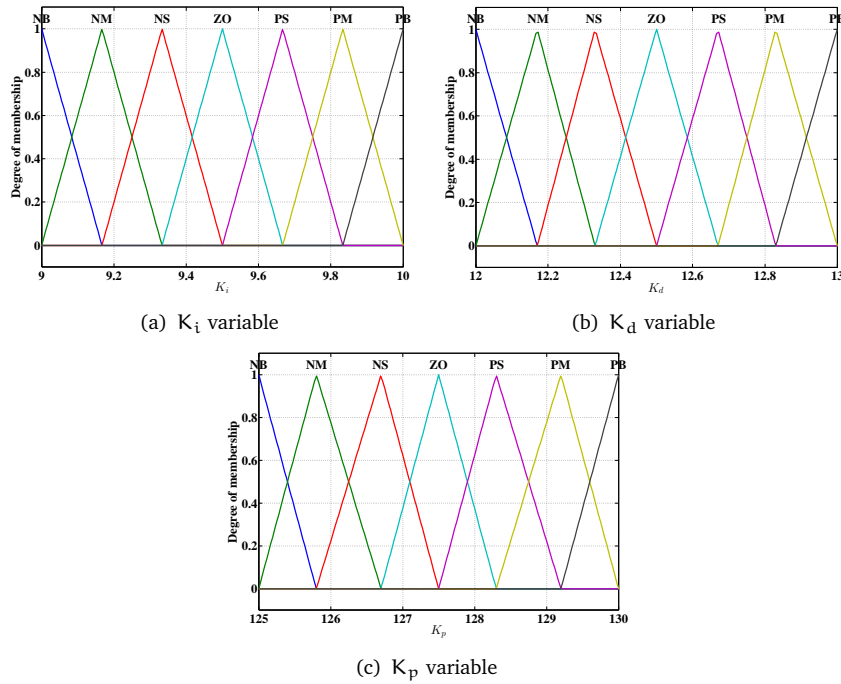 NB NM NS ZO PS PM PB
1
0.8
0.6
0.4
0.2
0
Degree of membership
9 9.2 9.4 9.6 9.8 10
K_i
(a) K_i variable
NB NM NS ZO PS PM PB
1
0.8
0.6
0.4
0.2
0
Degree of membership
12 12.2 12.4 12.6 12.8 13
K_d
(b) K_d variable
NB NM NS ZO PS PM PB
1
0.8
0.6
0.4
0.2
0
Degree of membership
125 126 127 128 129 130
K_p
(c) K_p variable